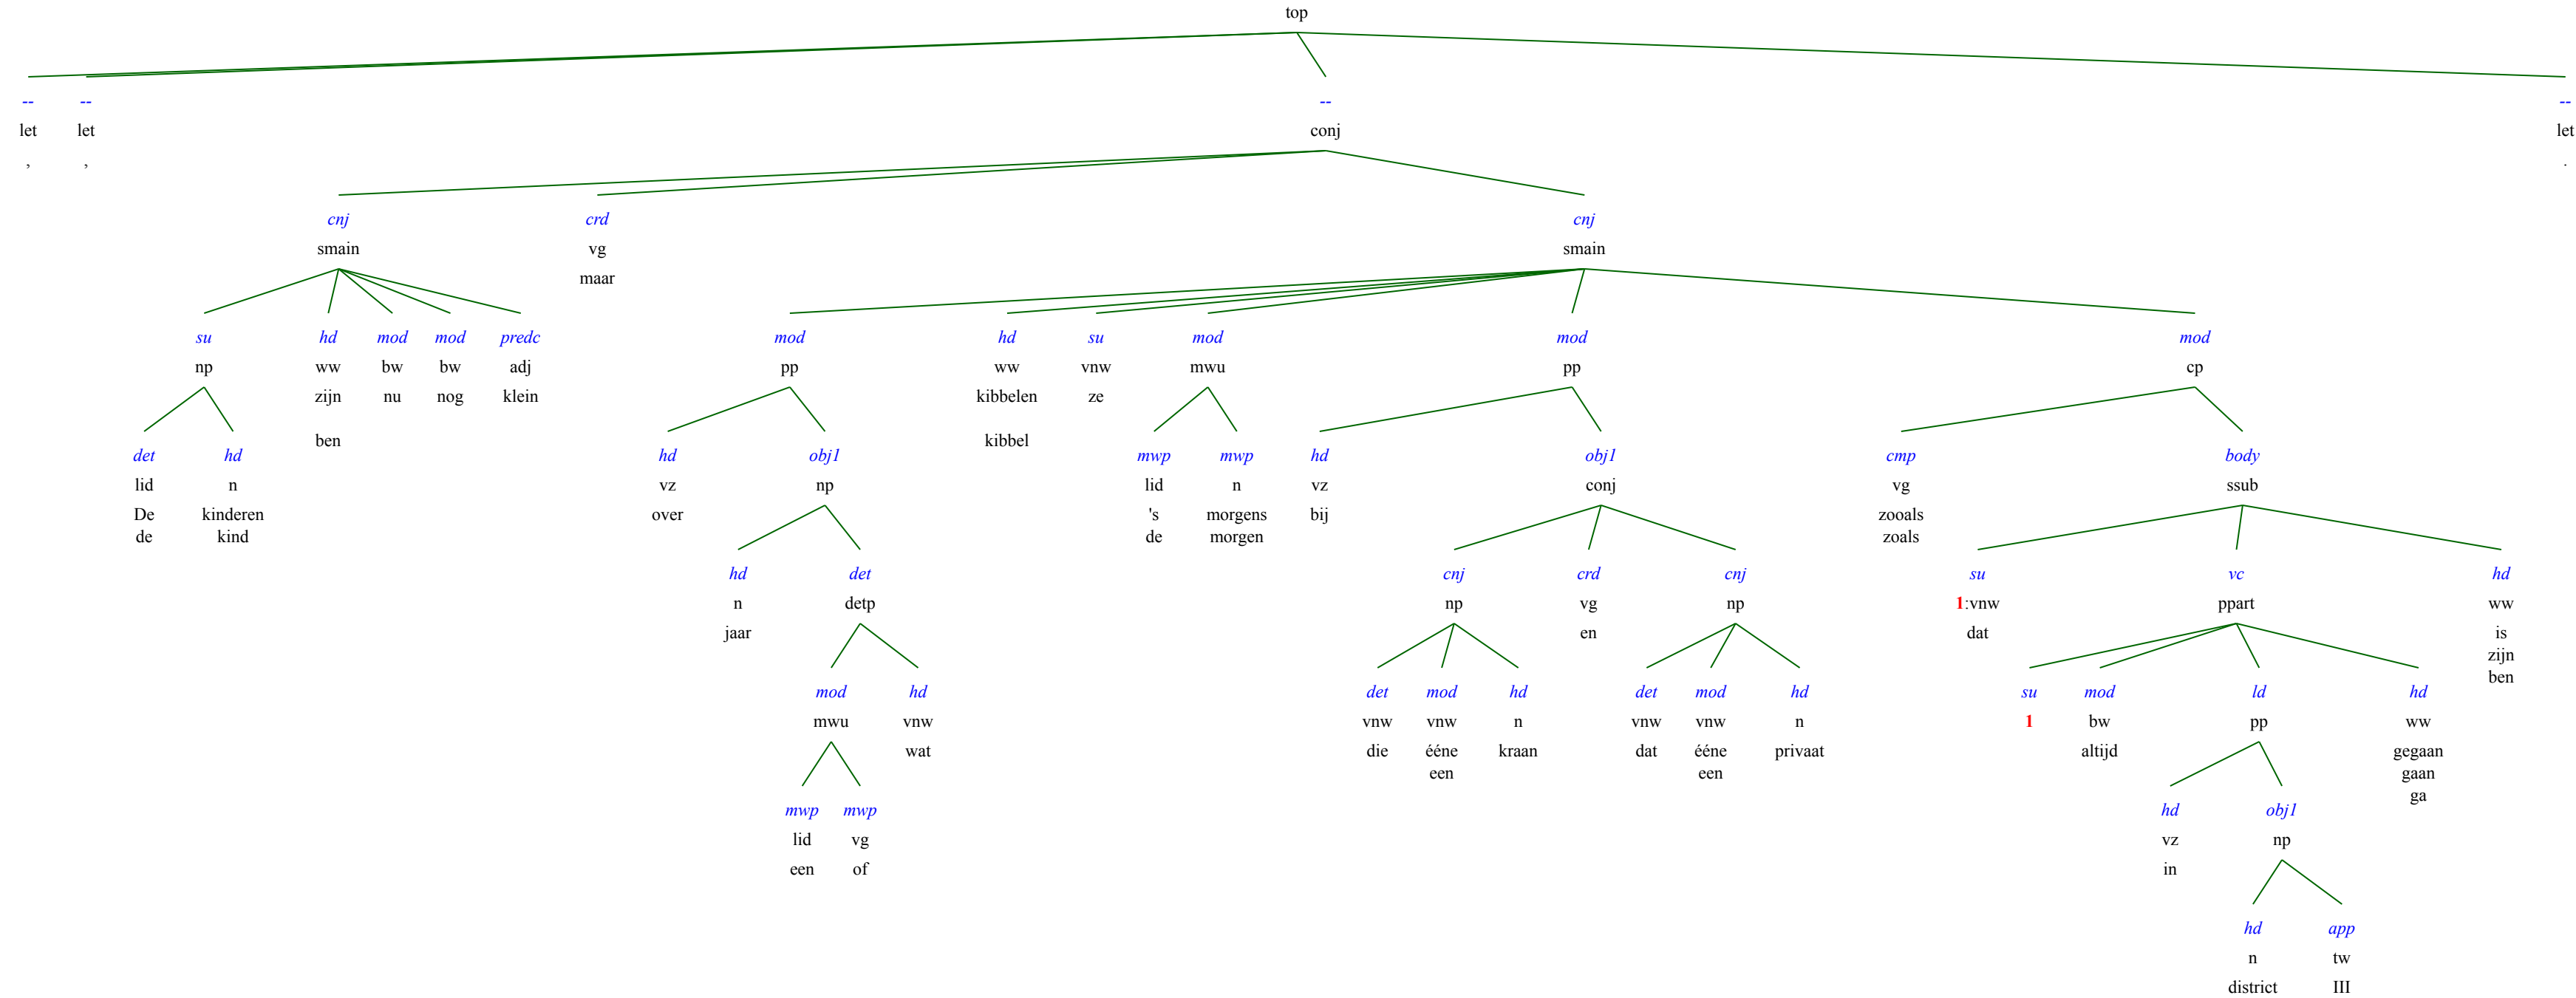 top
-- -- -- --
let let conj let
, , .
cnj crd cnj
smain vg smain
maar
su hd mod mod predc mod hd su mod mod mod
np ww bw bw adj pp ww vnw mwu pp cp
zijn nu nog klein kibbelen ze
ben kibbel
det hd hd obj1 mwp mwp hd obj1 cmp body
lid n vz np lid n vz conj vg ssub
De kinderen over 's morgens bij zooals
de kind de morgen zoals
hd det cnj crd cnj su vc hd
n detp np vg np 1:vnw ppart ww
jaar en dat is
zijn
ben
mod hd det mod hd det mod hd su mod ld hd
mwu vnw vnw vnw n vnw vnw n 1 bw pp ww
wat die ééne kraan dat ééne privaat altijd gegaan
een een gaan
ga
mwp mwp hd obj1
lid vg vz np
een of in
hd app
n tw
district III